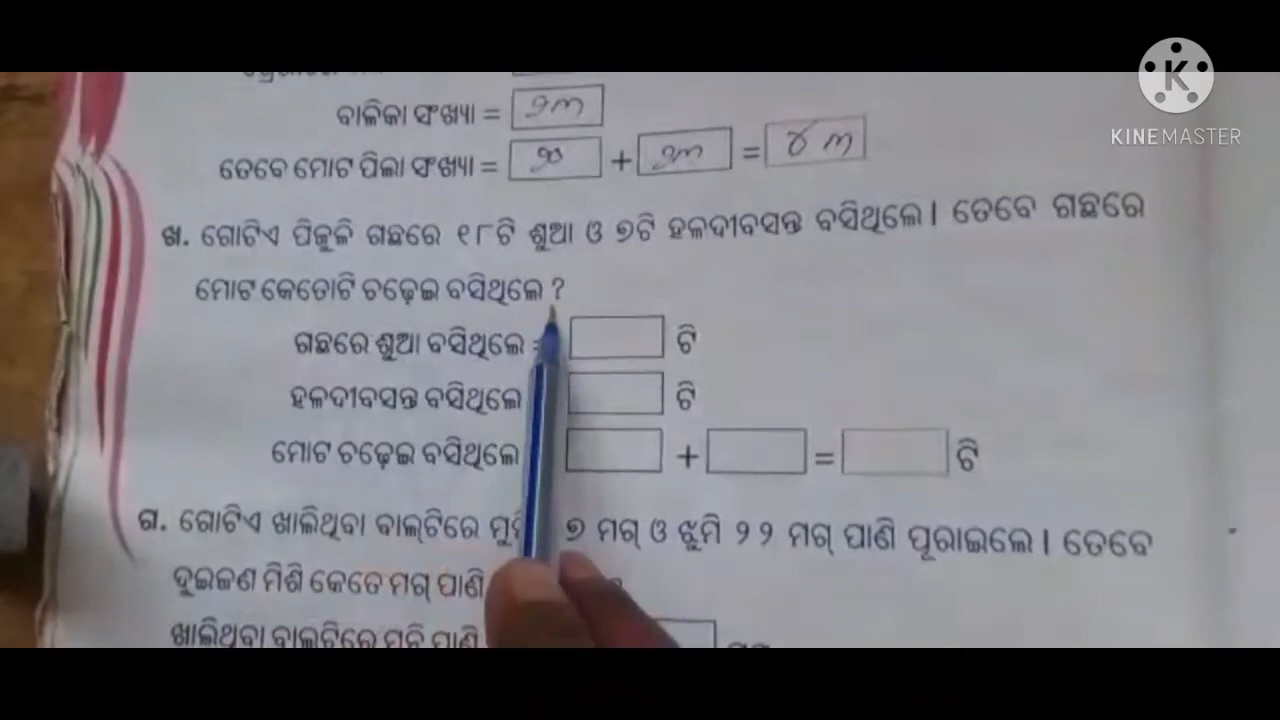 KINEMASTER
ବାଳିକା ସଂଖ୍ୟା = ୨୩
ତେବେ ମୋଟ ପିଲା ସଂଖ୍ୟା = + ୨୩ = ୪୩
ଖ. ଗୋଟିଏ ପିଜୁଳି ଗଛରେ ୧୮ଟି ଶୁଆ ଓ ୭ଟି ହଳଦୀବସନ୍ତ ବସିଥିଲେ। ତେବେ ଗଛରେ
ମୋଟ କେତୋଟି ଚଢ଼େଇ ବସିଥିଲେ ?
ଗଛରେ ଶୁଆ ବସିଥିଲେ = ଟି
ହଳଦୀବସନ୍ତ ବସିଥିଲେ ଟି
ମୋଟ ଚଢ଼େଇ ବସିଥିଲେ + = ଟି
ଗ. ଗୋଟିଏ ଖାଲିଥିବା ବାଲ୍‌ଟିରେ ୭ ମଗ୍ ଓ ଝୁମି ୨୨ ମଗ୍ ପାଣି ପୂରାଇଲେ। ତେବେ
ଦୁଇଜଣ ମିଶି କେତେ ମଗ୍ ପାଣି
ଖାଲିଥିବା ବାଲ୍‌ଟିରେ ପାଣି